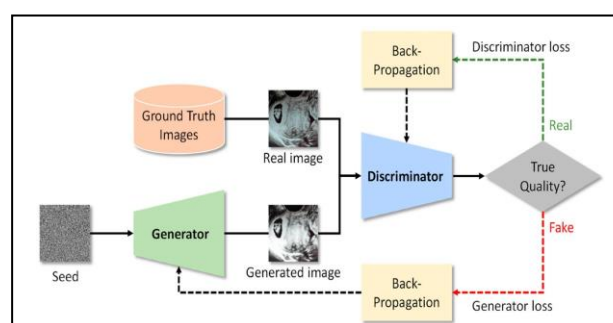 Back-
Propagation
Discriminator loss
Ground Truth
Images
Real image
Real
Discriminator
True
Quality?
Generator
Fake
Seed
Generated image
Back-
Propagation
Generator loss